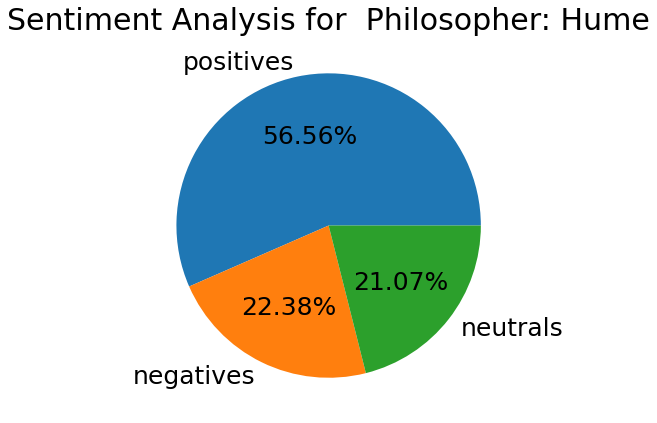 Sentiment Analysis for  Philosopher: Hume
positives
56.56%
22.38%
21.07%
negatives
neutrals